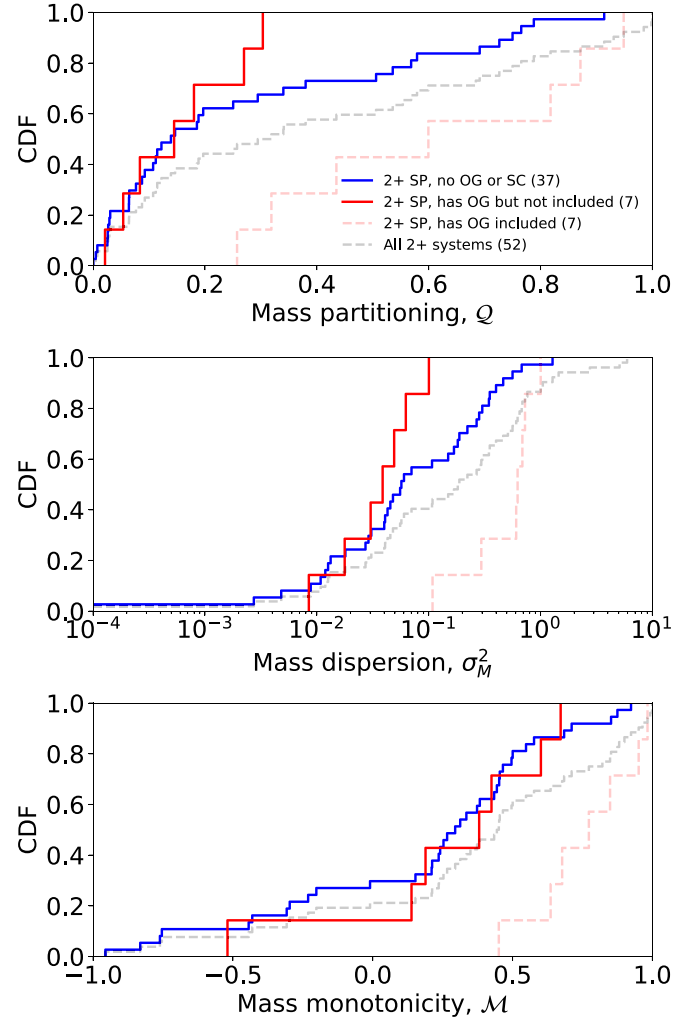 1.0
0.8
0.6
0.4
0.2
0.0
CDF
2+ SP, no OG or SC (37)
2+ SP, has OG but not included (7)
2+ SP, has OG included (7)
All 2+ systems (52)
0.0 0.2 0.4 0.6 0.8 1.0
Mass partitioning, 𝒬
1.0
0.8
0.6
0.4
0.2
0.0
CDF
10⁻⁴ 10⁻³ 10⁻² 10⁻¹ 10⁰ 10¹
Mass dispersion, σ²_M
1.0
0.8
0.6
0.4
0.2
0.0
CDF
−1.0 −0.5 0.0 0.5 1.0
Mass monotonicity, ℳ